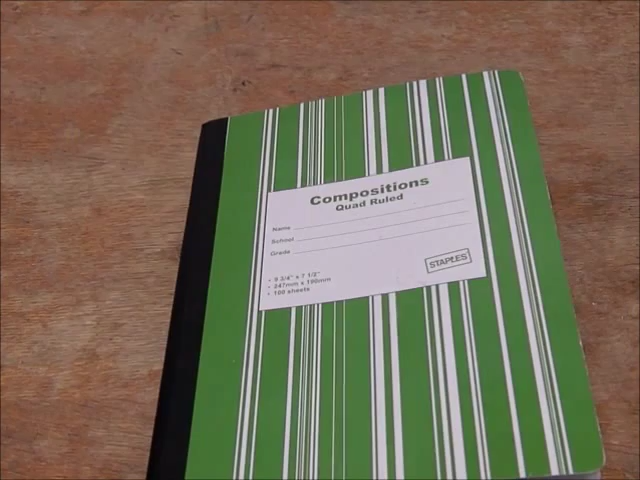 Compositions
Quad Ruled
Name
School
Grade
• 9 3/4" x 7 1/2"
• 247mm x 190mm
• 100 sheets
STAPLES